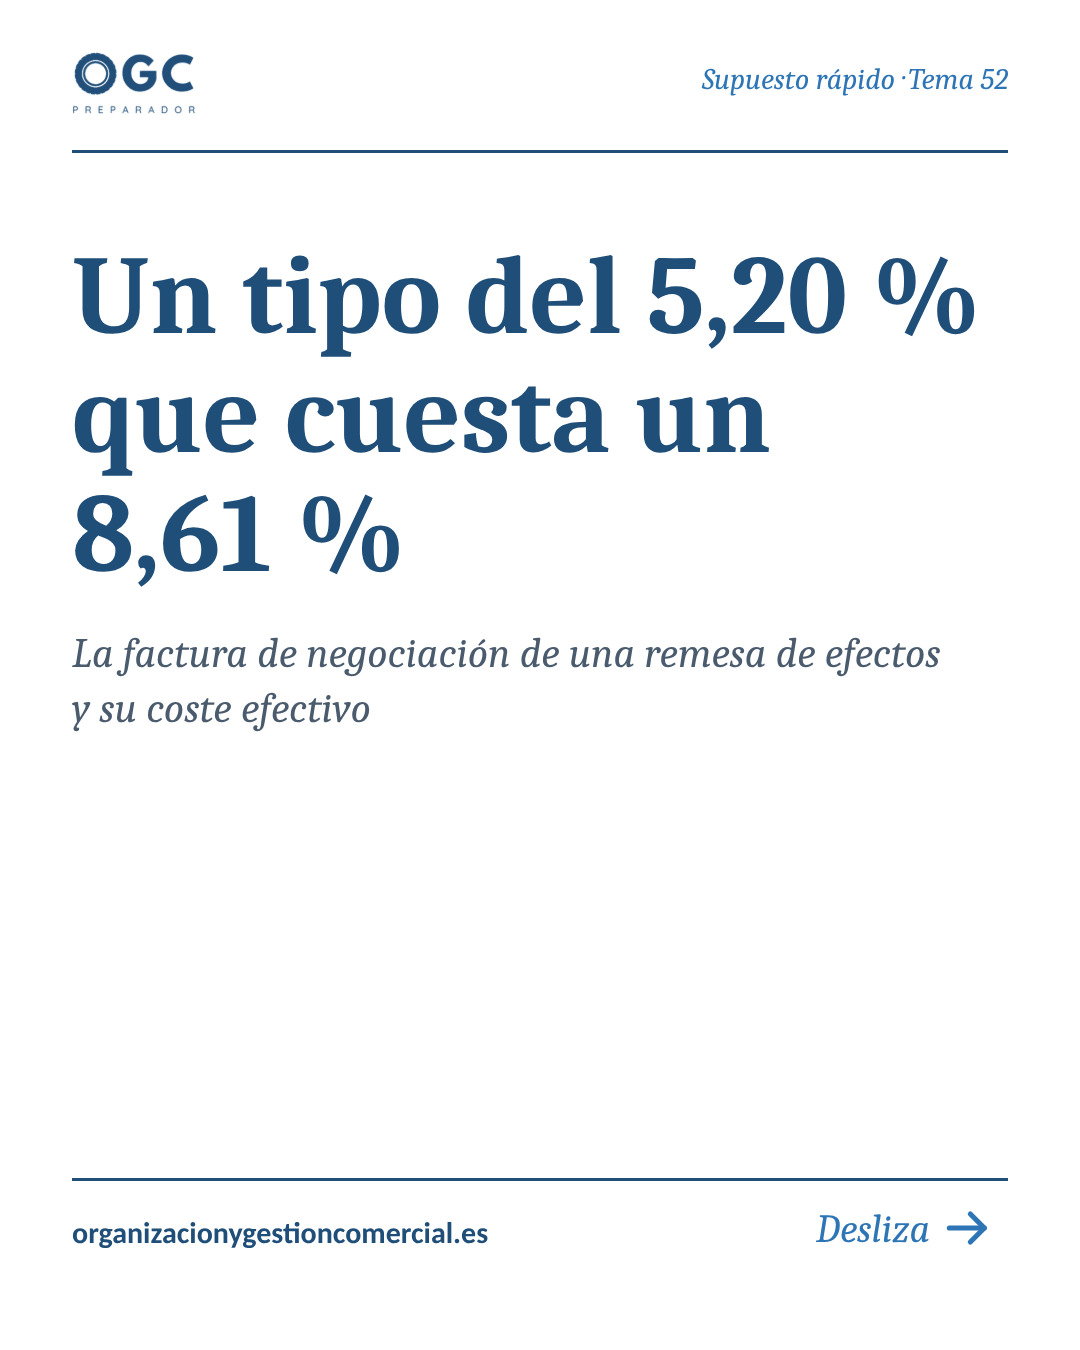 OGC
PREPARADOR
Supuesto rápido · Tema 52
Un tipo del 5,20 %
que cuesta un
8,61 %
La factura de negociación de una remesa de efectos
y su coste efectivo
organizacionygestioncomercial.es
Desliza →